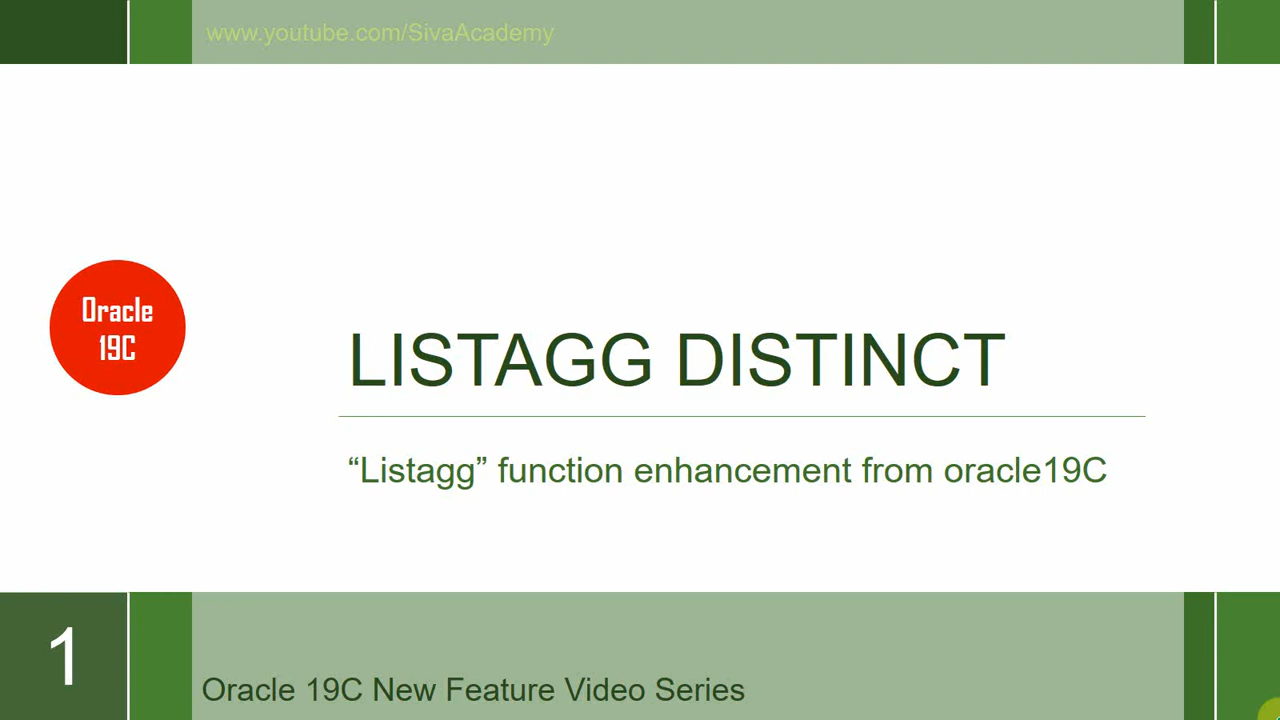 www.youtube.com/SivaAcademy
Oracle
19C
LISTAGG DISTINCT
“Listagg” function enhancement from oracle19C
1
Oracle 19C New Feature Video Series